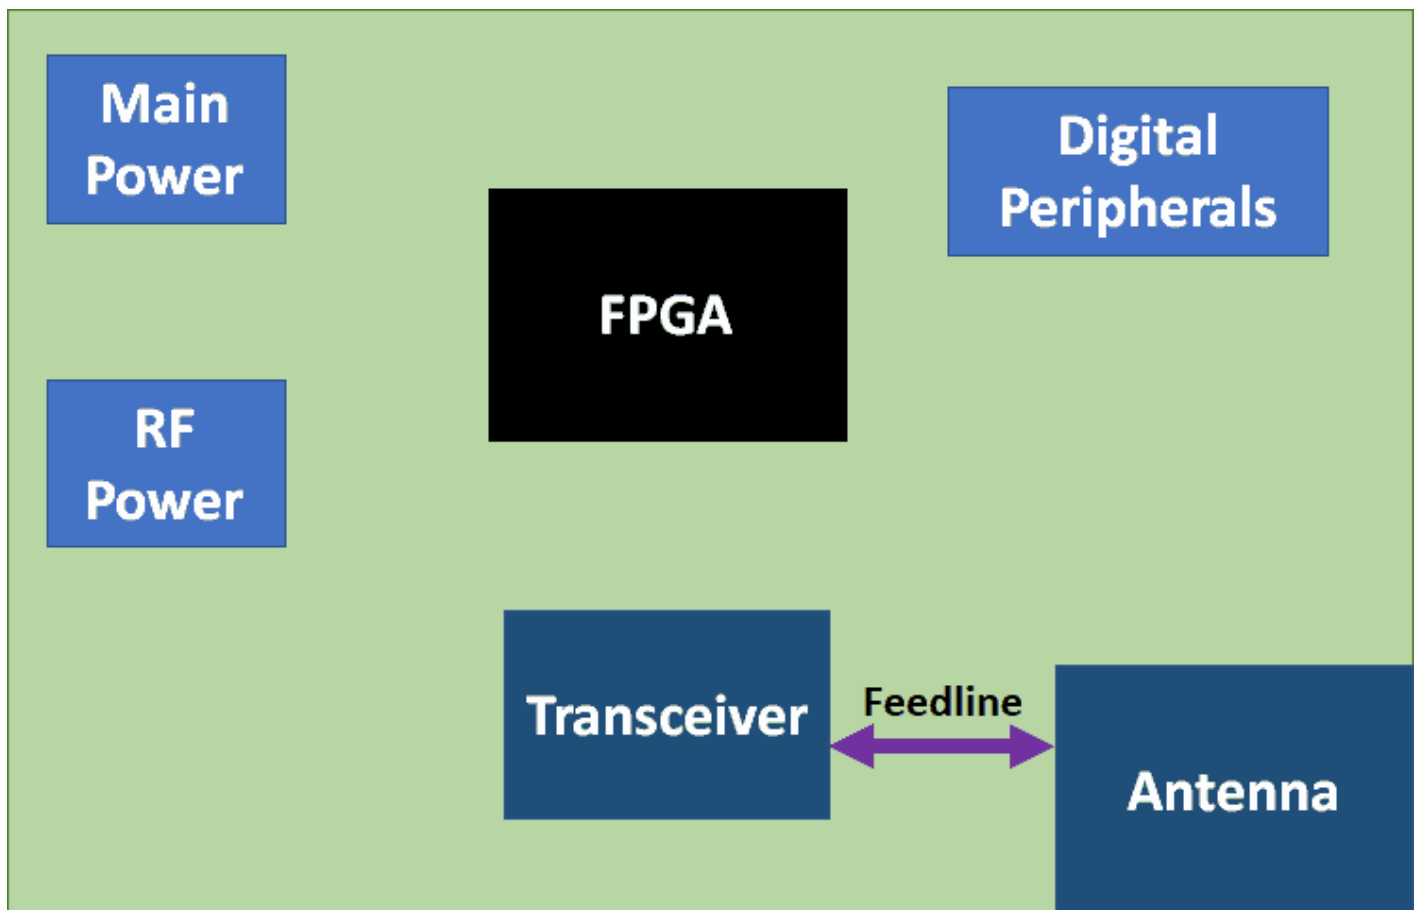 Main
Power
Digital
Peripherals
FPGA
RF
Power
Transceiver
Feedline
Antenna